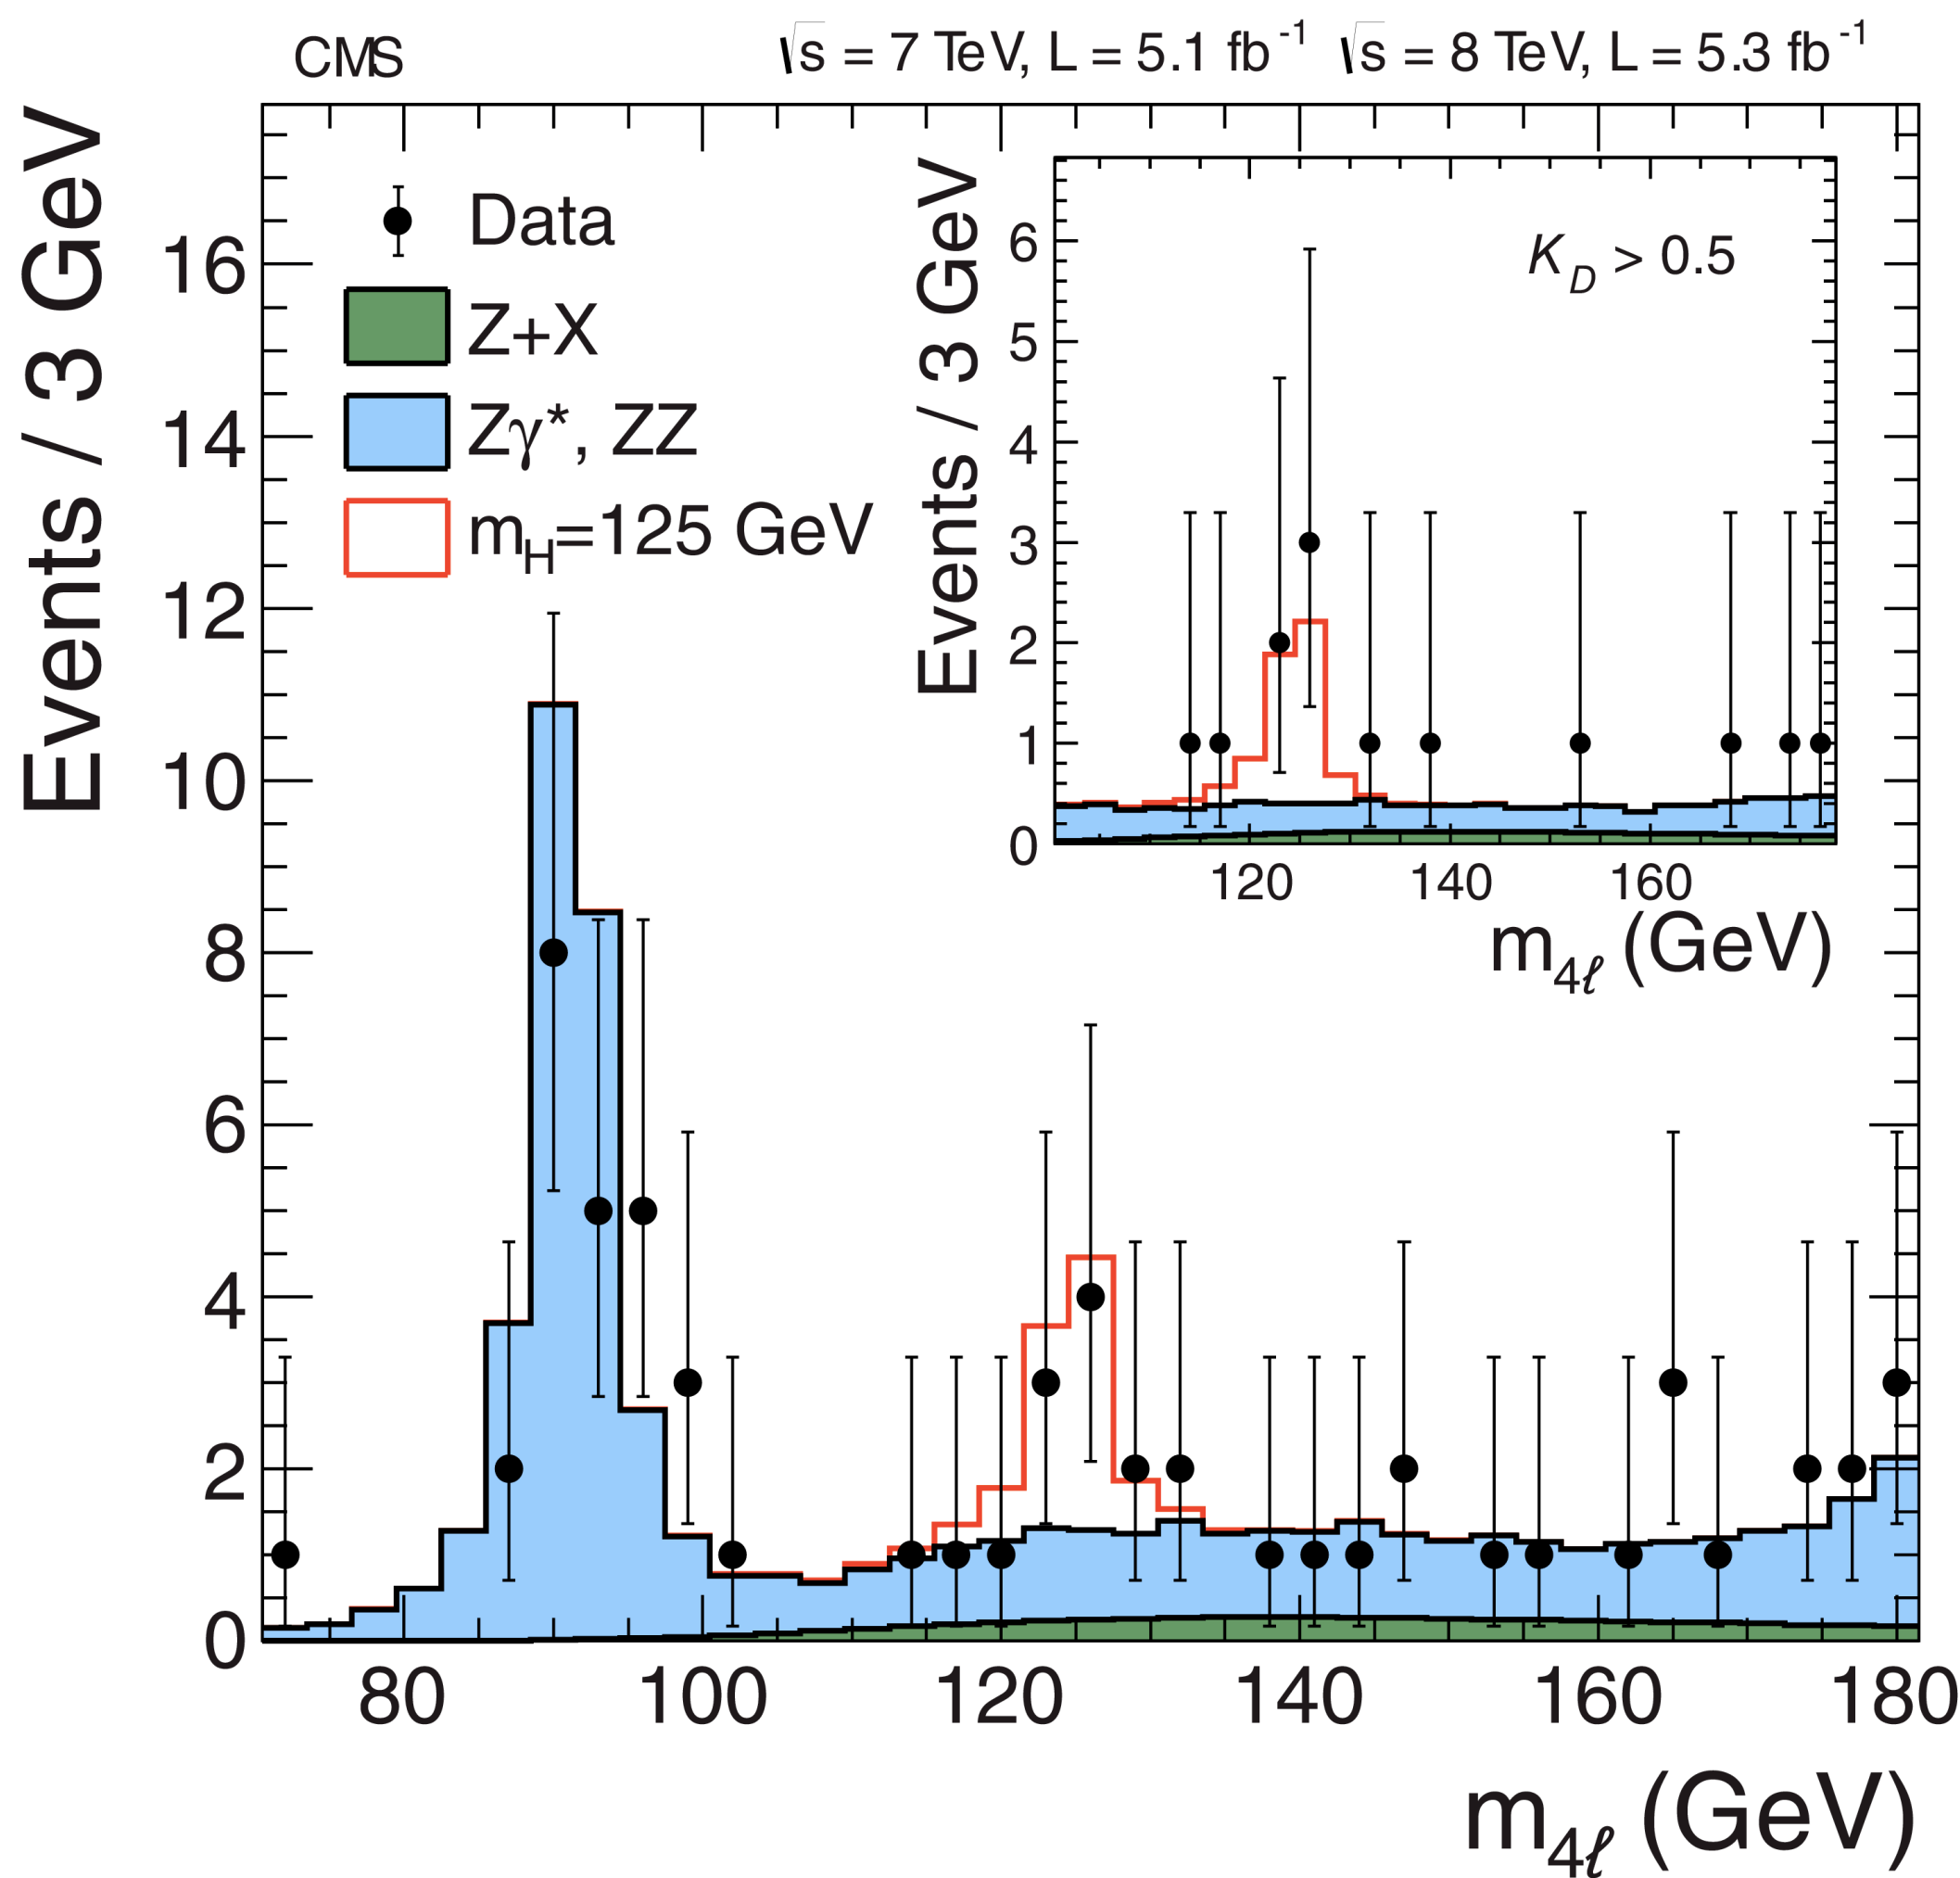 CMS
√s = 7 TeV, L = 5.1 fb⁻¹ √s = 8 TeV, L = 5.3 fb⁻¹
Events / 3 GeV
16
14
12
10
8
6
4
2
0
Data
Z+X
Zγ*, ZZ
m_H=125 GeV
Events / 3 GeV
6
5
4
3
2
1
0
K_D > 0.5
120 140 160
m_4ℓ (GeV)
80 100 120 140 160 180
m_4ℓ (GeV)